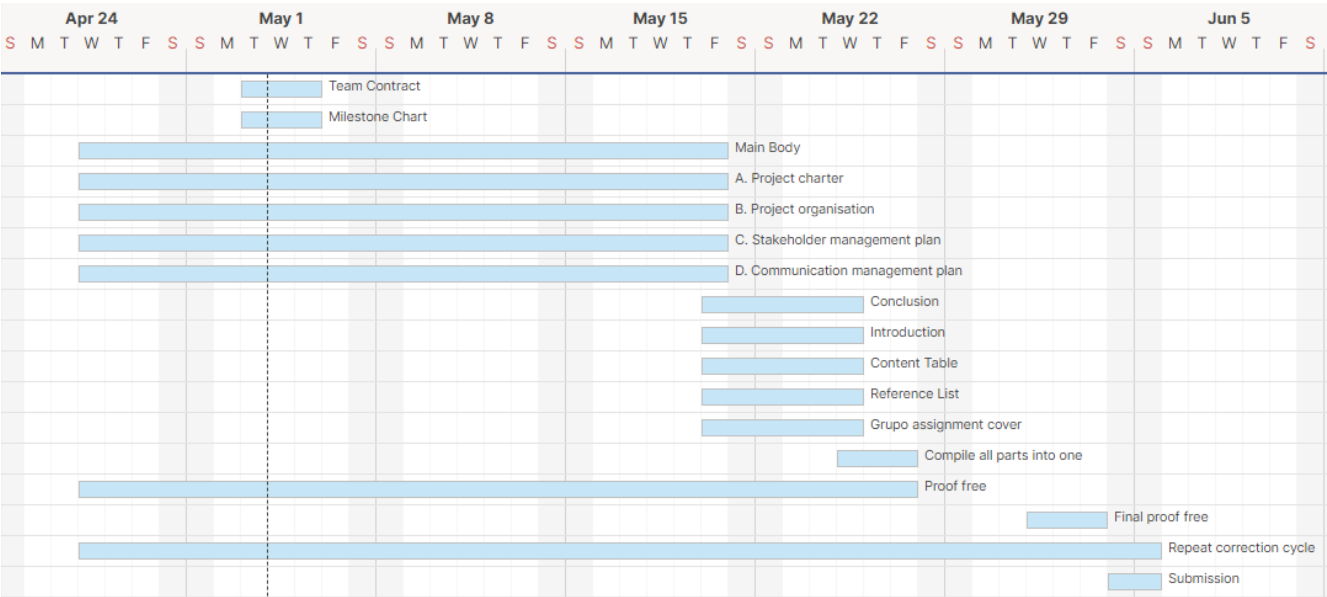 Apr 24 May 1 May 8 May 15 May 22 May 29 Jun 5
S M T W T F S S M T W T F S S M T W T F S S M T W T F S S M T W T F S S M T W T F S S M T W T F S
Team Contract
Milestone Chart
Main Body
A. Project charter
B. Project organisation
C. Stakeholder management plan
D. Communication management plan
Conclusion
Introduction
Content Table
Reference List
Grupo assignment cover
Compile all parts into one
Proof free
Final proof free
Repeat correction cycle
Submission